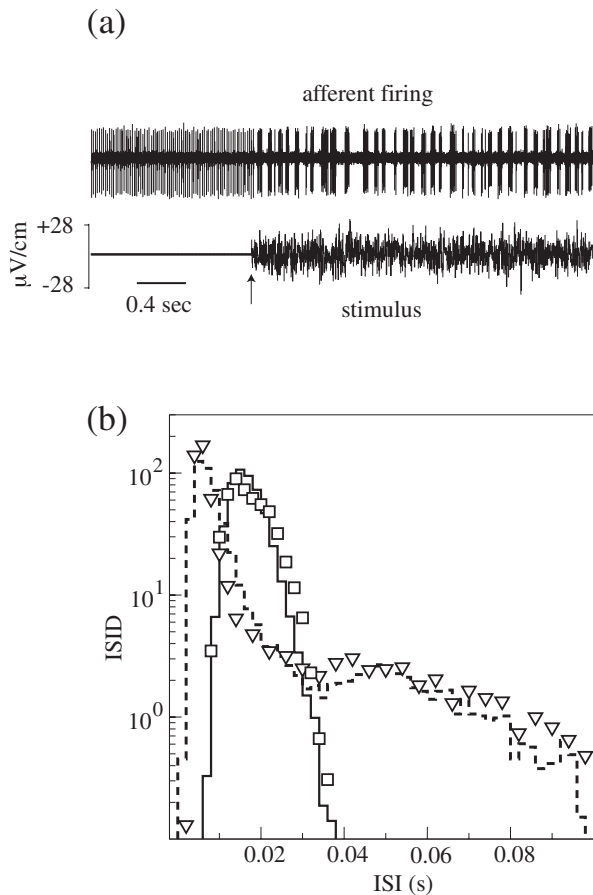 (a)
afferent firing
+28
µV/cm
-28
0.4 sec
stimulus
(b)
10²
10¹
10⁰
ISID
0.02 0.04 0.06 0.08
ISI (s)